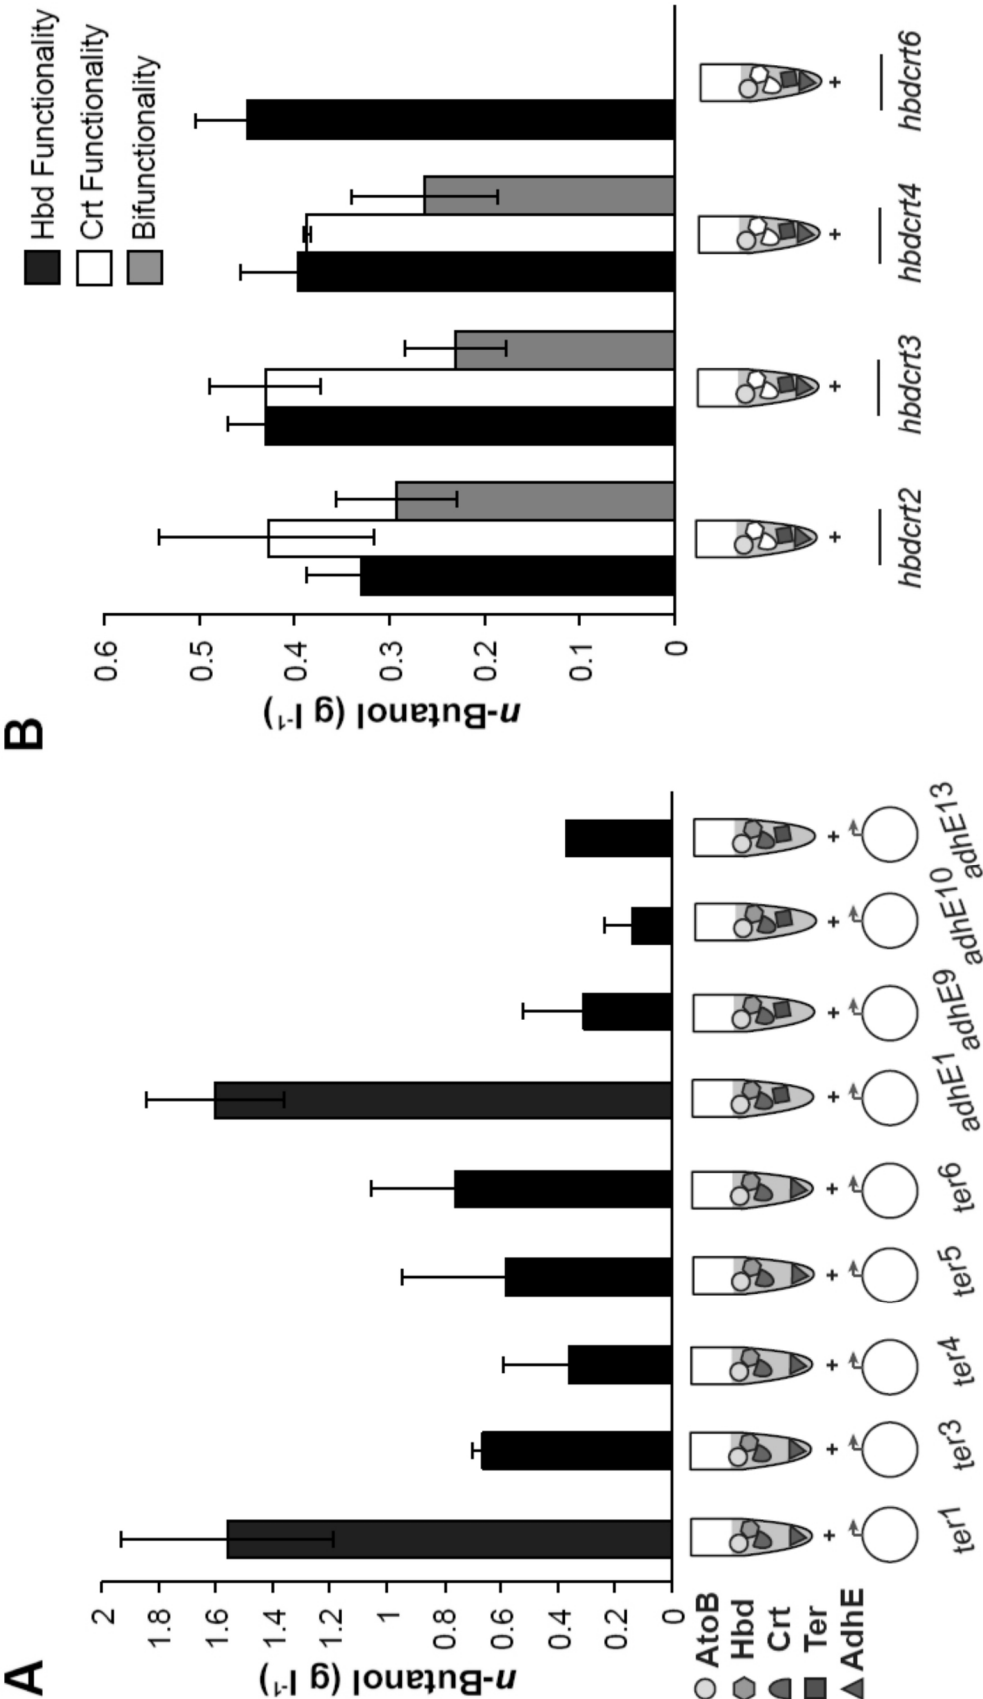 A
n-Butanol (g l⁻¹)
2
1.8
1.6
1.4
1.2
1
0.8
0.6
0.4
0.2
0
AtoB
Hbd
Crt
Ter
AdhE
+ + + + + + + + +
ter1 ter3 ter4 ter5 ter6 adhE1 adhE9 adhE10 adhE13
B
Hbd Functionality
Crt Functionality
Bifunctionality
n-Butanol (g l⁻¹)
0.6
0.5
0.4
0.3
0.2
0.1
0
+ + + +
hbdcrt2 hbdcrt3 hbdcrt4 hbdcrt6